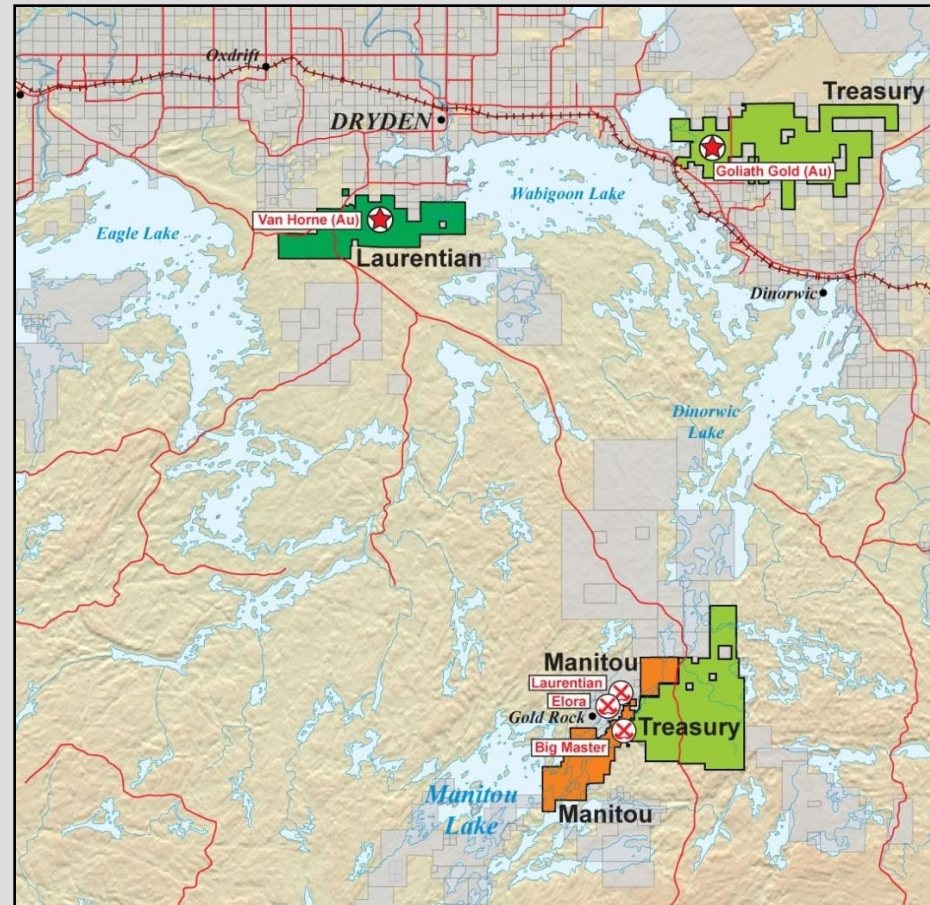 Oxdrift
DRYDEN
Treasury
Goliath Gold (Au)
Wabigoon Lake
Van Horne (Au)
Eagle Lake
Laurentian
Dinorwic
Dinorwic
Lake
Manitou
Laurentian
Elora
Gold Rock
Treasury
Big Master
Manitou
Lake
Manitou